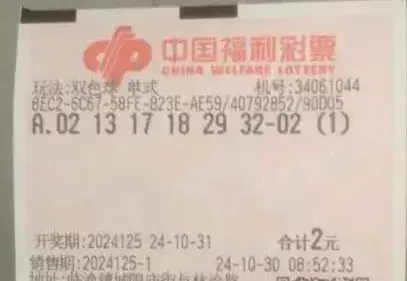 中国福利彩票
CHINA WELFARE LOTTERY
玩法:双色球 单式 机号:34061044
8EC2-6C67-58FE-823E-AE59/40792852/90D05
A.02 13 17 18 29 32-02 (1)
开奖期:2024125 24-10-31 合计2元
销售期:2024125-1 24-10-30 08:52:33
地址: